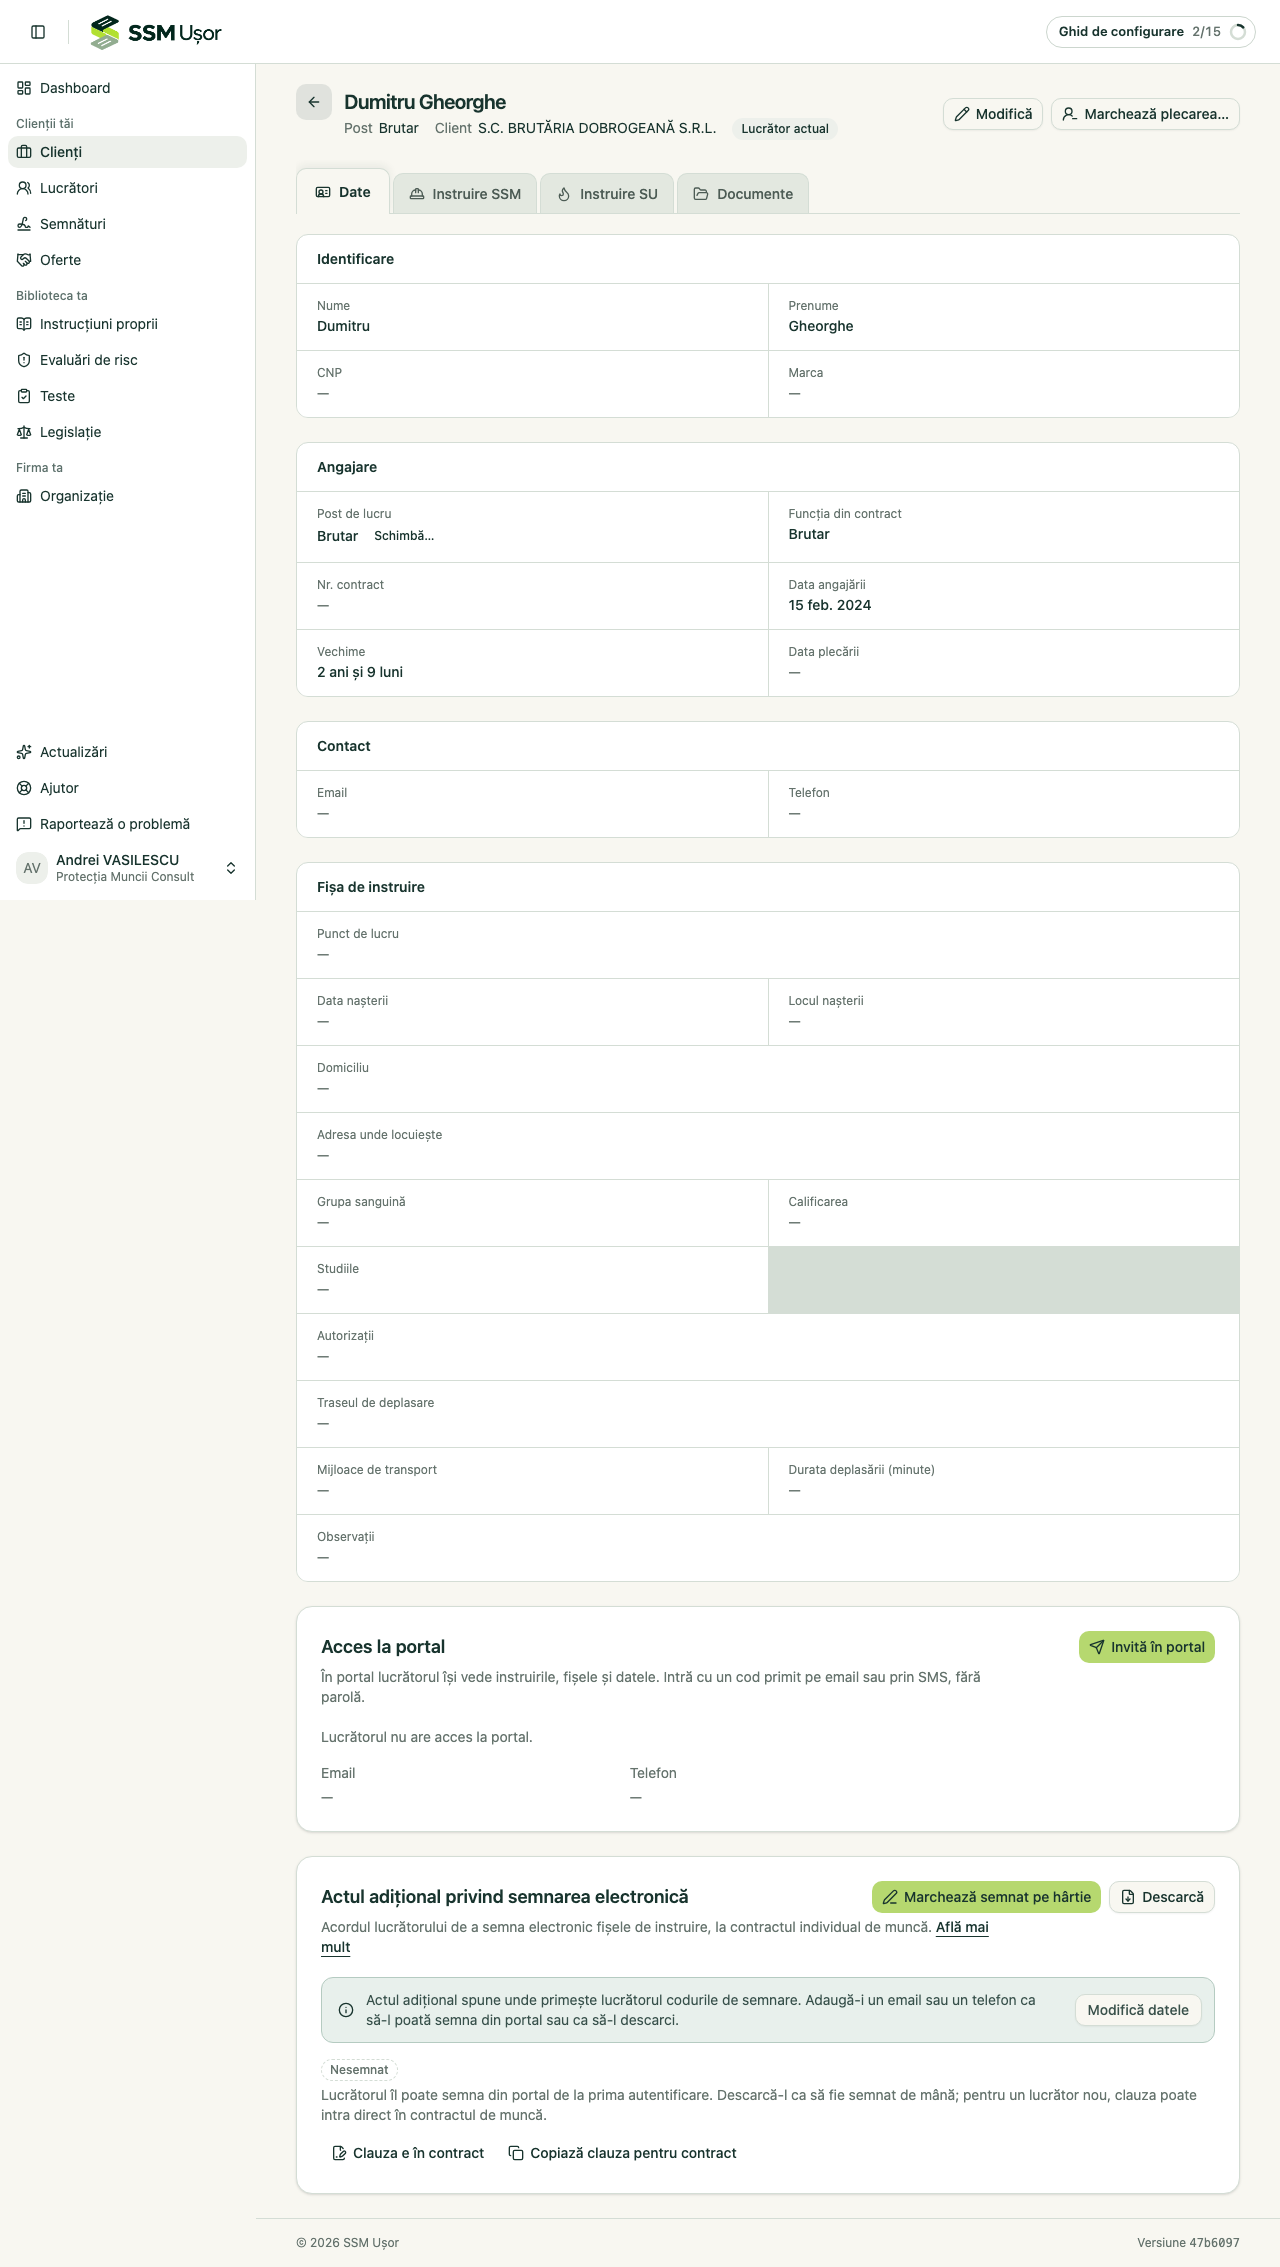 SSM Ușor
Ghid de configurare 2/15
Dashboard
Clienții tăi
Clienți
Lucrători
Semnături
Oferte
Biblioteca ta
Instrucțiuni proprii
Evaluări de risc
Teste
Legislație
Firma ta
Organizație
Actualizări
Ajutor
Raportează o problemă
AV
Andrei VASILESCU
Protecția Muncii Consult
Dumitru Gheorghe
Post Brutar Client S.C. BRUTĂRIA DOBROGEANĂ S.R.L. Lucrător actual
Modifică
Marchează plecarea...
Date
Instruire SSM
Instruire SU
Documente
Identificare
Nume
Dumitru
Prenume
Gheorghe
CNP
—
Marca
—
Angajare
Post de lucru
Brutar Schimbă...
Funcția din contract
Brutar
Nr. contract
—
Data angajării
15 feb. 2024
Vechime
2 ani și 9 luni
Data plecării
—
Contact
Email
—
Telefon
—
Fișa de instruire
Punct de lucru
—
Data nașterii
—
Locul nașterii
—
Domiciliu
—
Adresa unde locuiește
—
Grupa sanguină
—
Calificarea
—
Studiile
—
Autorizații
—
Traseul de deplasare
—
Mijloace de transport
—
Durata deplasării (minute)
—
Observații
—
Acces la portal
Invită în portal
În portal lucrătorul își vede instruirile, fișele și datele. Intră cu un cod primit pe email sau prin SMS, fără
parolă.
Lucrătorul nu are acces la portal.
Email
—
Telefon
—
Actul adițional privind semnarea electronică
Marchează semnat pe hârtie
Descarcă
Acordul lucrătorului de a semna electronic fișele de instruire, la contractul individual de muncă. Află mai
mult
Actul adițional spune unde primește lucrătorul codurile de semnare. Adaugă-i un email sau un telefon ca
să-l poată semna din portal sau ca să-l descarci.
Modifică datele
Nesemnat
Lucrătorul îl poate semna din portal de la prima autentificare. Descarcă-l ca să fie semnat de mână; pentru un lucrător nou, clauza poate
intra direct în contractul de muncă.
Clauza e în contract
Copiază clauza pentru contract
© 2026 SSM Ușor
Versiune 47b6097